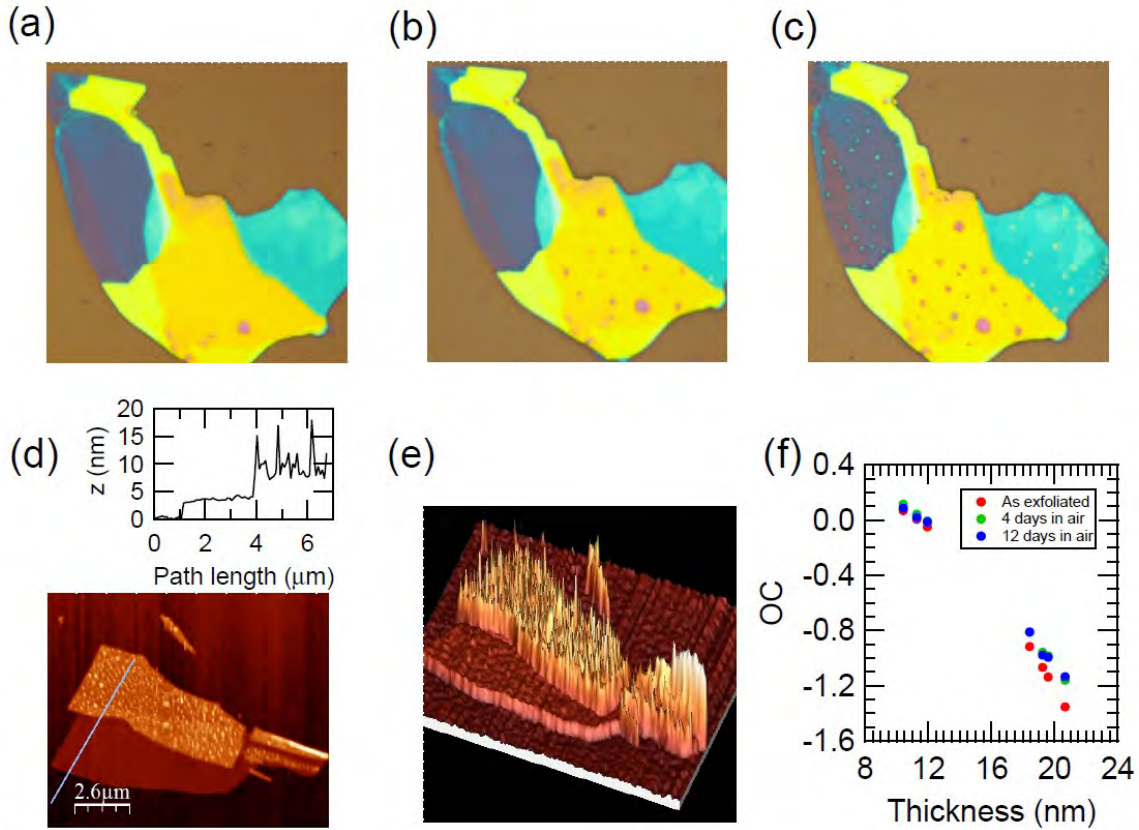 (a)
(b)
(c)
(d)
20
15
10
5
0
z (nm)
0 2 4 6
Path length (μm)
2.6μm
(e)
(f)
0.4
0.0
-0.4
-0.8
-1.2
-1.6
OC
As exfoliated
4 days in air
12 days in air
8 12 16 20 24
Thickness (nm)